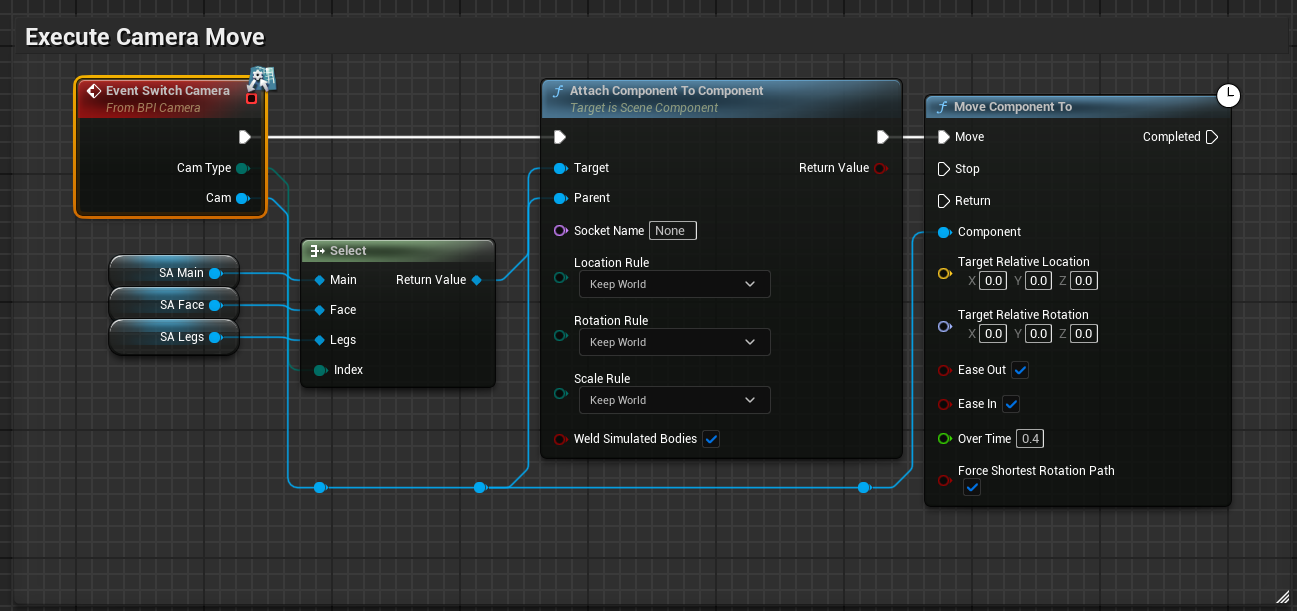 Execute Camera Move
Event Switch Camera
From BPI Camera
Cam Type
Cam
SA Main
SA Face
SA Legs
Select
Main
Return Value
Face
Legs
Index
Attach Component To Component
Target is Scene Component
Target
Return Value
Parent
Socket Name None
Location Rule
Keep World
Rotation Rule
Keep World
Scale Rule
Keep World
Weld Simulated Bodies
Move Component To
Move
Completed
Stop
Return
Component
Target Relative Location
X 0.0 Y 0.0 Z 0.0
Target Relative Rotation
X 0.0 Y 0.0 Z 0.0
Ease Out
Ease In
Over Time 0.4
Force Shortest Rotation Path